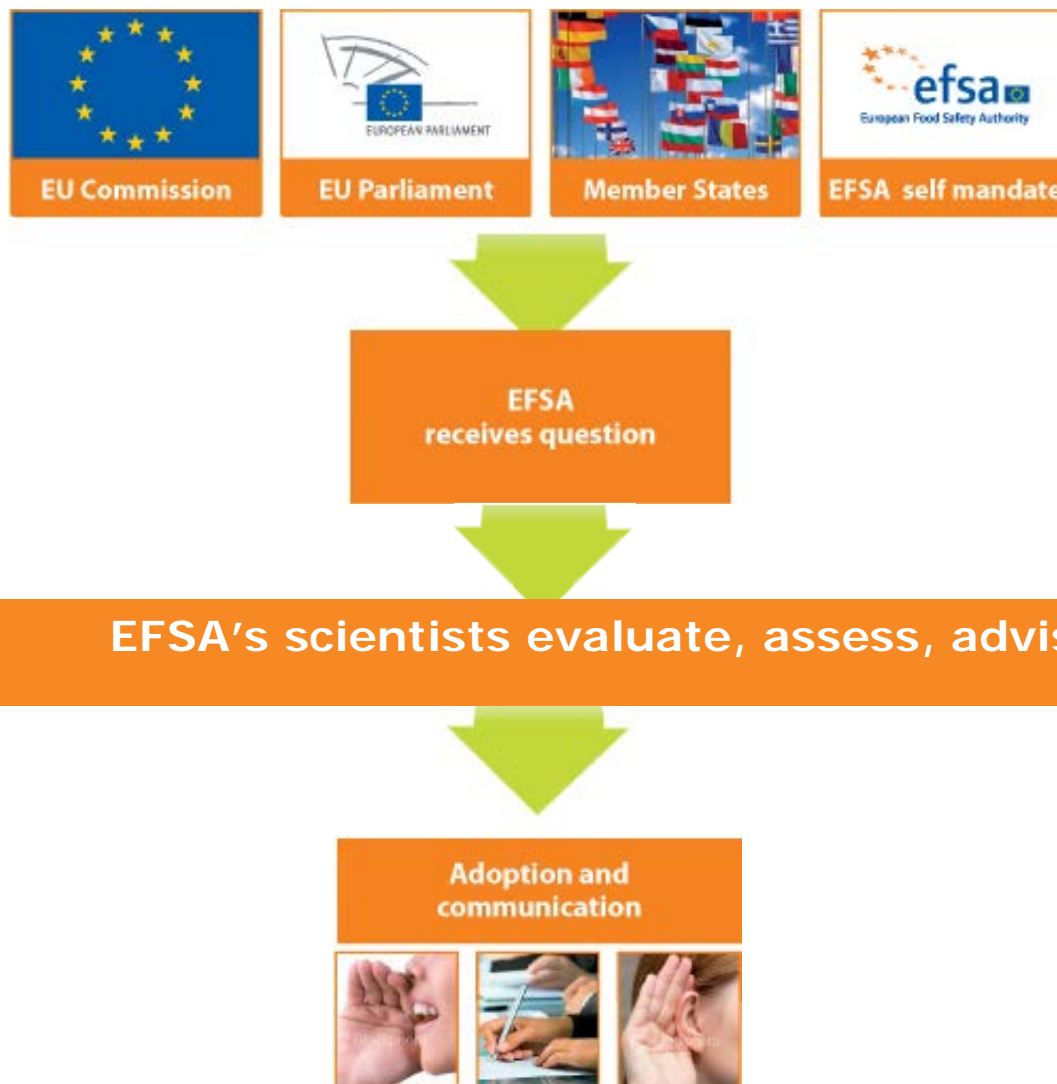 EUROPEAN PARLIAMENT
efsa
European Food Safety Authority
EU Commission
EU Parliament
Member States
EFSA self mandate
EFSA
receives question
EFSA's scientists evaluate, assess, advis
Adoption and
communication